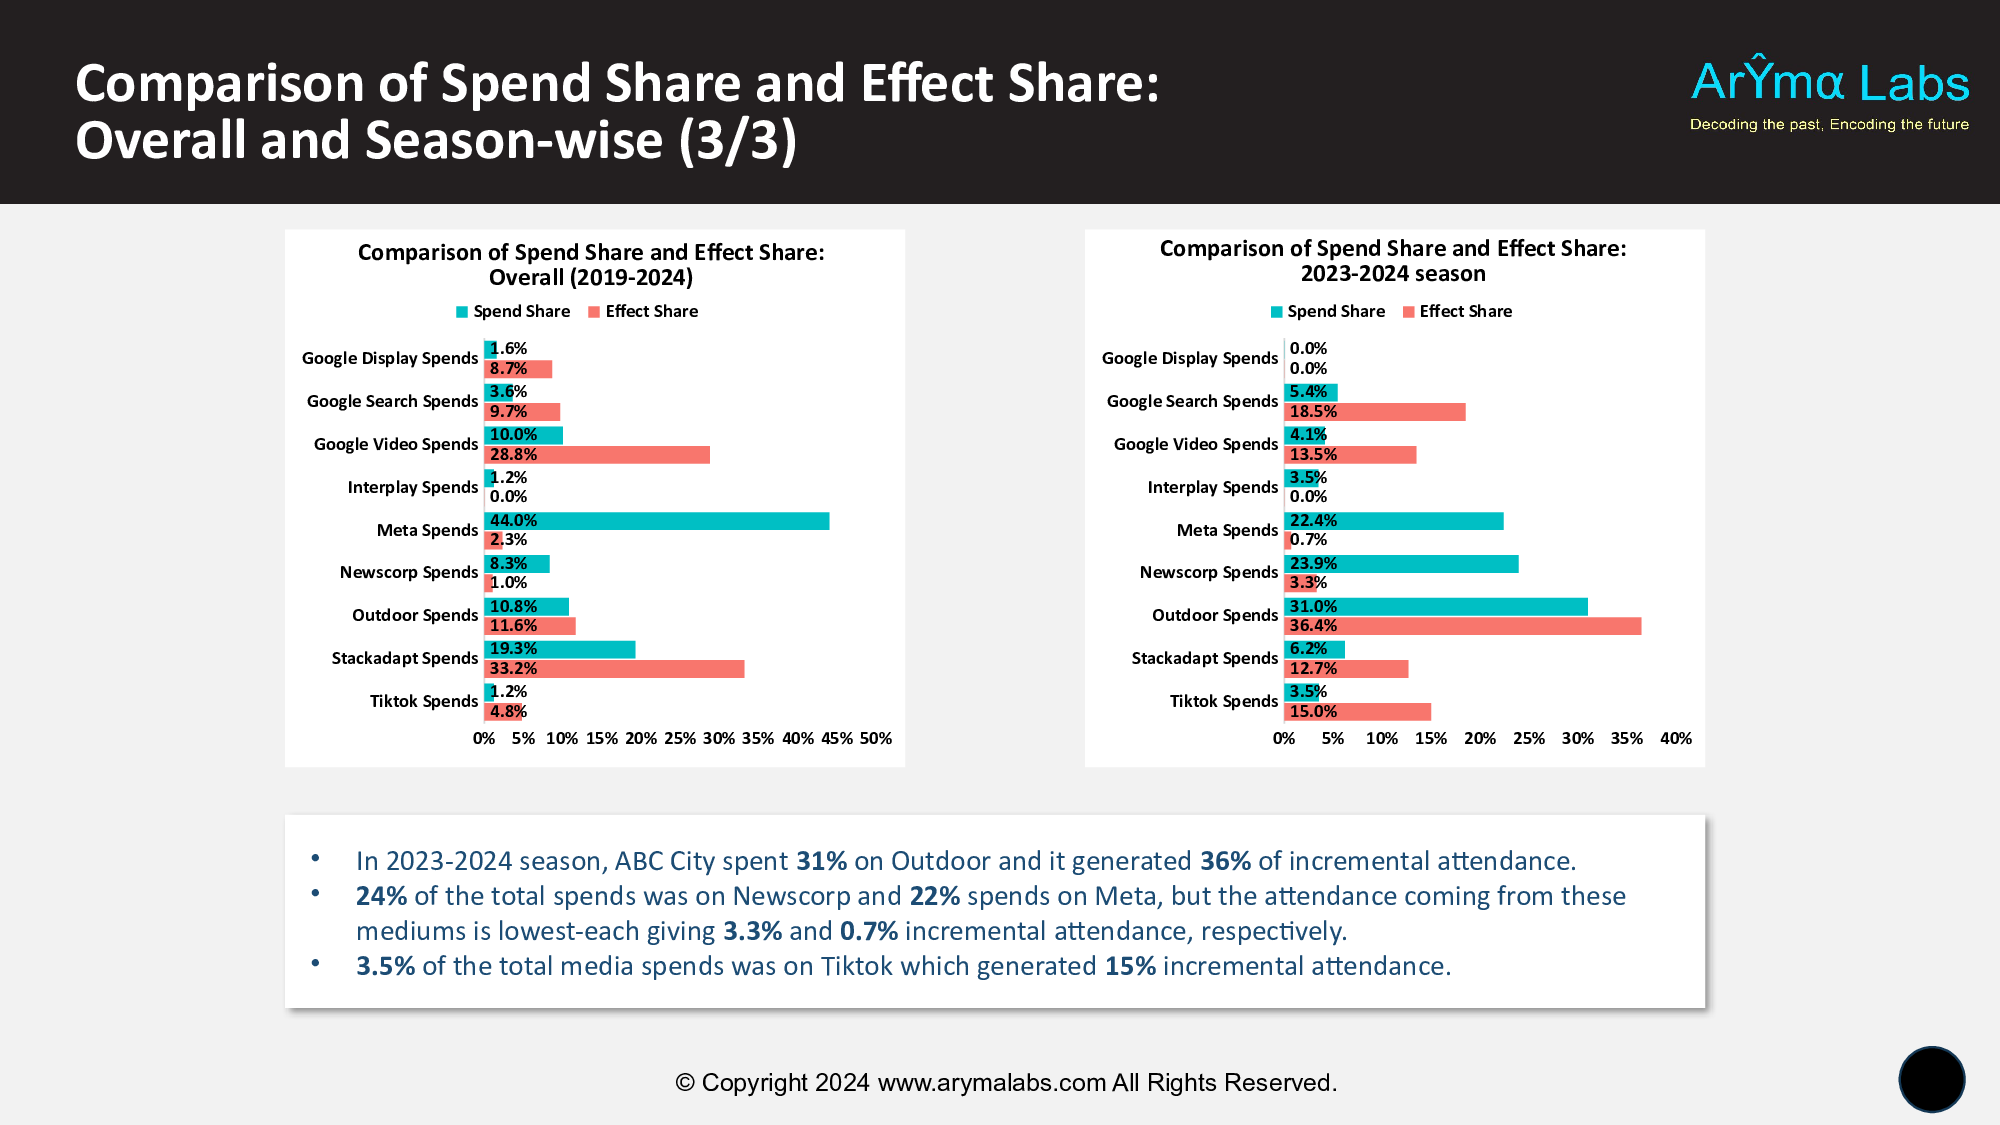 Comparison of Spend Share and Effect Share:
Overall and Season-wise (3/3)
ArŶmα Labs
Decoding the past, Encoding the future
Comparison of Spend Share and Effect Share:
Overall (2019-2024)
Spend Share Effect Share
Google Display Spends 1.6%
8.7%
Google Search Spends 3.6%
9.7%
Google Video Spends 10.0%
28.8%
Interplay Spends 1.2%
0.0%
Meta Spends 44.0%
2.3%
Newscorp Spends 8.3%
1.0%
Outdoor Spends 10.8%
11.6%
Stackadapt Spends 19.3%
33.2%
Tiktok Spends 1.2%
4.8%
0% 5% 10% 15% 20% 25% 30% 35% 40% 45% 50%
Comparison of Spend Share and Effect Share:
2023-2024 season
Spend Share Effect Share
Google Display Spends 0.0%
0.0%
Google Search Spends 5.4%
18.5%
Google Video Spends 4.1%
13.5%
Interplay Spends 3.5%
0.0%
Meta Spends 22.4%
0.7%
Newscorp Spends 23.9%
3.3%
Outdoor Spends 31.0%
36.4%
Stackadapt Spends 6.2%
12.7%
Tiktok Spends 3.5%
15.0%
0% 5% 10% 15% 20% 25% 30% 35% 40%
• In 2023-2024 season, ABC City spent 31% on Outdoor and it generated 36% of incremental attendance.
• 24% of the total spends was on Newscorp and 22% spends on Meta, but the attendance coming from these
mediums is lowest-each giving 3.3% and 0.7% incremental attendance, respectively.
• 3.5% of the total media spends was on Tiktok which generated 15% incremental attendance.
© Copyright 2024 www.arymalabs.com All Rights Reserved.